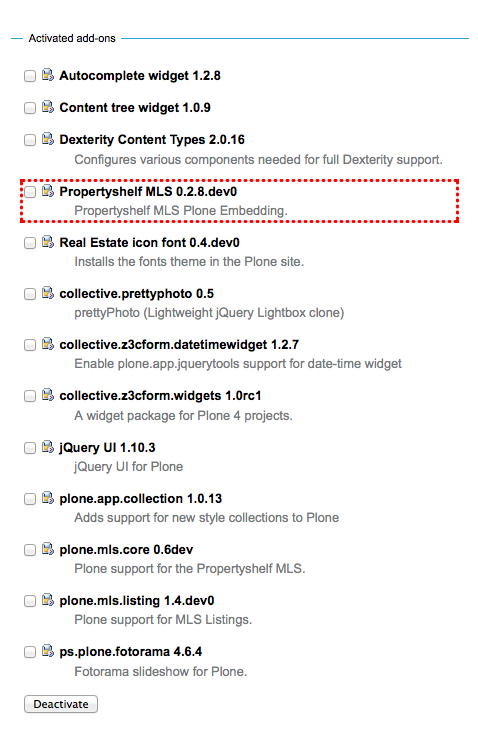 Activated add-ons
Autocomplete widget 1.2.8
Content tree widget 1.0.9
Dexterity Content Types 2.0.16
Configures various components needed for full Dexterity support.
Propertyshelf MLS 0.2.8.dev0
Propertyshelf MLS Plone Embedding.
Real Estate icon font 0.4.dev0
Installs the fonts theme in the Plone site.
collective.prettyphoto 0.5
prettyPhoto (Lightweight jQuery Lightbox clone)
collective.z3cform.datetimewidget 1.2.7
Enable plone.app.jquerytools support for date-time widget
collective.z3cform.widgets 1.0rc1
A widget package for Plone 4 projects.
jQuery UI 1.10.3
jQuery UI for Plone
plone.app.collection 1.0.13
Adds support for new style collections to Plone
plone.mls.core 0.6dev
Plone support for the Propertyshelf MLS.
plone.mls.listing 1.4.dev0
Plone support for MLS Listings.
ps.plone.fotorama 4.6.4
Fotorama slideshow for Plone.
Deactivate